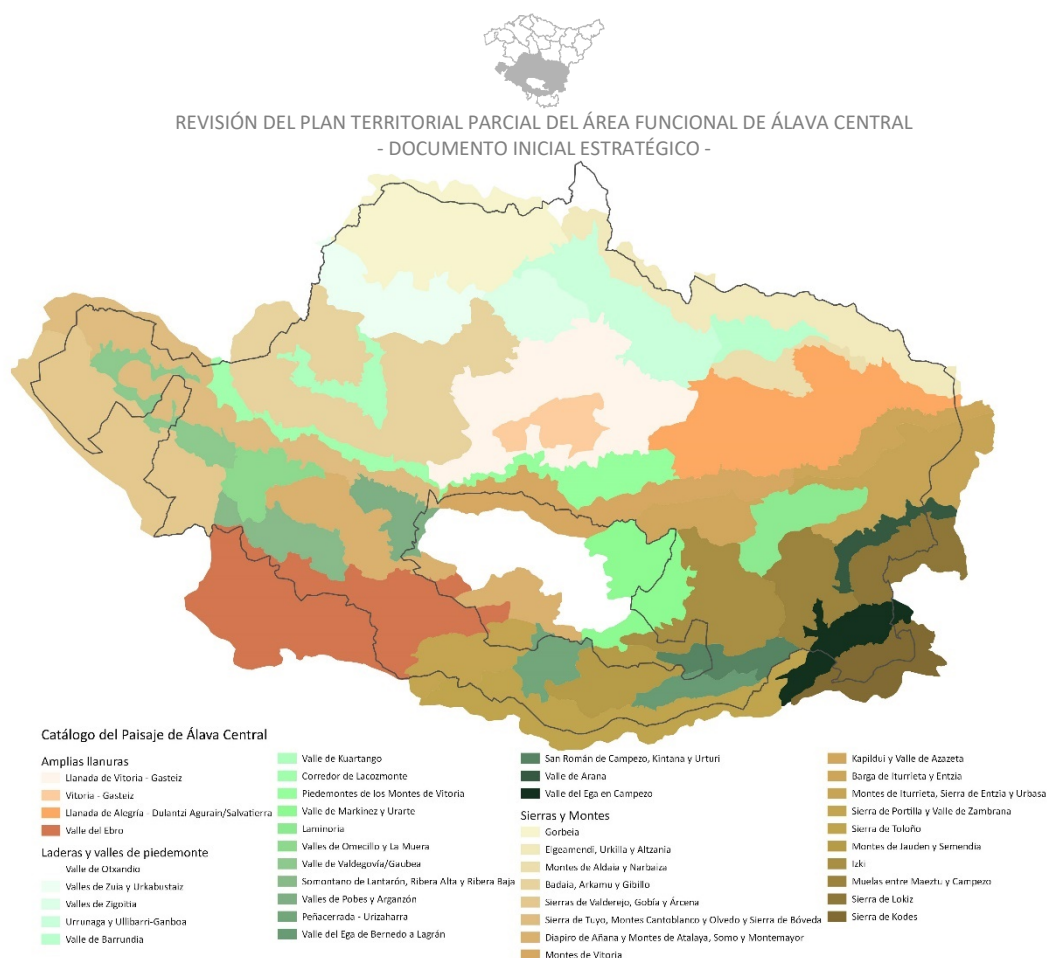 REVISIÓN DEL PLAN TERRITORIAL PARCIAL DEL ÁREA FUNCIONAL DE ÁLAVA CENTRAL
- DOCUMENTO INICIAL ESTRATÉGICO -
Catálogo del Paisaje de Álava Central
Amplias llanuras
Llanada de Vitoria - Gasteiz
Vitoria - Gasteiz
Llanada de Alegría - Dulantzi Agurain/Salvatierra
Valle del Ebro
Laderas y valles de piedemonte
Valle de Otxandio
Valles de Zuia y Urkabustaiz
Valles de Zigoitia
Urrunaga y Ullibarri-Ganboa
Valle de Barrundia
Valle de Kuartango
Corredor de Lacozmonte
Piedemontes de los Montes de Vitoria
Valle de Markinez y Urarte
Laminoria
Valles de Omecillo y La Muera
Valle de Valdegovía/Gaubea
Somontano de Lantarón, Ribera Alta y Ribera Baja
Valles de Pobes y Arganzón
Peñacerrada - Urizaharra
Valle del Ega de Bernedo a Lagrán
San Román de Campezo, Kintana y Urturi
Valle de Arana
Valle del Ega en Campezo
Sierras y Montes
Gorbeia
Elgeamendi, Urkilla y Altzania
Montes de Aldaia y Narbaiza
Badaia, Arkamu y Gibillo
Sierras de Valderejo, Gobía y Árcena
Sierra de Tuyo, Montes Cantoblanco y Olvedo y Sierra de Bóveda
Diapiro de Añana y Montes de Atalaya, Somo y Montemayor
Montes de Vitoria
Kapildui y Valle de Azazeta
Barga de Iturrieta y Entzia
Montes de Iturrieta, Sierra de Entzia y Urbasa
Sierra de Portilla y Valle de Zambrana
Sierra de Toloño
Montes de Jauden y Semendia
Izki
Muelas entre Maeztu y Campezo
Sierra de Lokiz
Sierra de Kodes